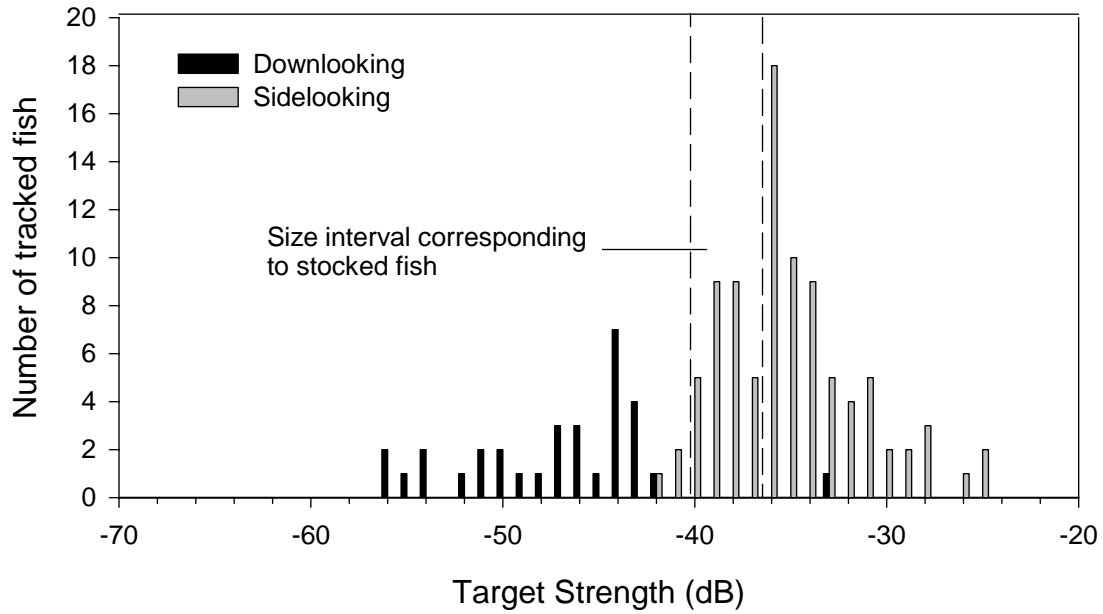 20
18
16
14
12
10
8
6
4
2
0
Number of tracked fish
Downlooking
Sidelooking
Size interval corresponding
to stocked fish
-70 -60 -50 -40 -30 -20
Target Strength (dB)